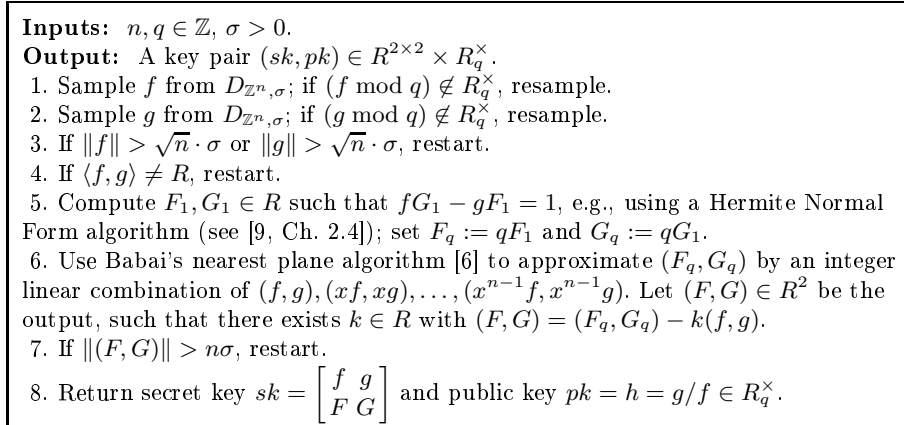 Inputs: n, q ∈ ℤ, σ > 0.
Output: A key pair (sk, pk) ∈ R^{2×2} × R_q^×.
1. Sample f from D_{ℤ^n,σ}; if (f mod q) ∉ R_q^×, resample.
2. Sample g from D_{ℤ^n,σ}; if (g mod q) ∉ R_q^×, resample.
3. If ‖f‖ > √n · σ or ‖g‖ > √n · σ, restart.
4. If ⟨f, g⟩ ≠ R, restart.
5. Compute F_1, G_1 ∈ R such that fG_1 − gF_1 = 1, e.g., using a Hermite Normal
Form algorithm (see [9, Ch. 2.4]); set F_q := qF_1 and G_q := qG_1.
6. Use Babai's nearest plane algorithm [6] to approximate (F_q, G_q) by an integer
linear combination of (f, g), (xf, xg), . . . , (x^{n−1}f, x^{n−1}g). Let (F, G) ∈ R^2 be the
output, such that there exists k ∈ R with (F, G) = (F_q, G_q) − k(f, g).
7. If ‖(F, G)‖ > nσ, restart.
8. Return secret key sk = [f g; F G] and public key pk = h = g/f ∈ R_q^×.